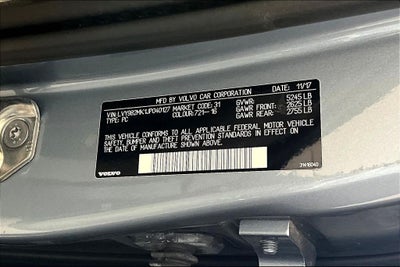 MFD BY VOLVO CAR CORPORATION DATE: 11/17
VIN:LVY982MK1JP040127 MARKET CODE: 31 GVWR: 5245 LB
TYPE: PC COLOUR:721-16 GAWR FRONT: 2625 LB
GAWR REAR: 2755 LB
THIS VEHICLE CONFORMS TO ALL APPLICABLE FEDERAL MOTOR VEHICLE
SAFETY, BUMPER AND THEFT PREVENTION STANDARDS IN EFFECT ON
THE DATE OF MANUFACTURE SHOWN ABOVE
VOLVO
31416040